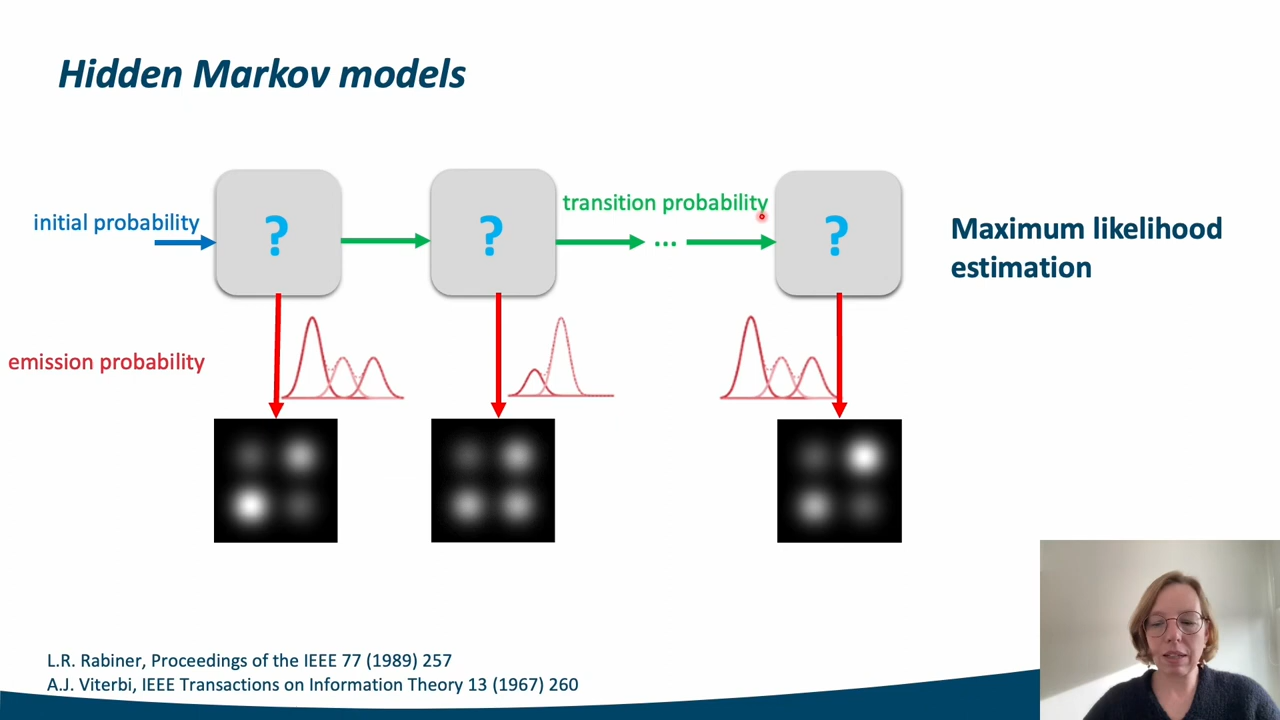 Hidden Markov models
initial probability
?
?
transition probability
...
?
Maximum likelihood
estimation
emission probability
L.R. Rabiner, Proceedings of the IEEE 77 (1989) 257
A.J. Viterbi, IEEE Transactions on Information Theory 13 (1967) 260